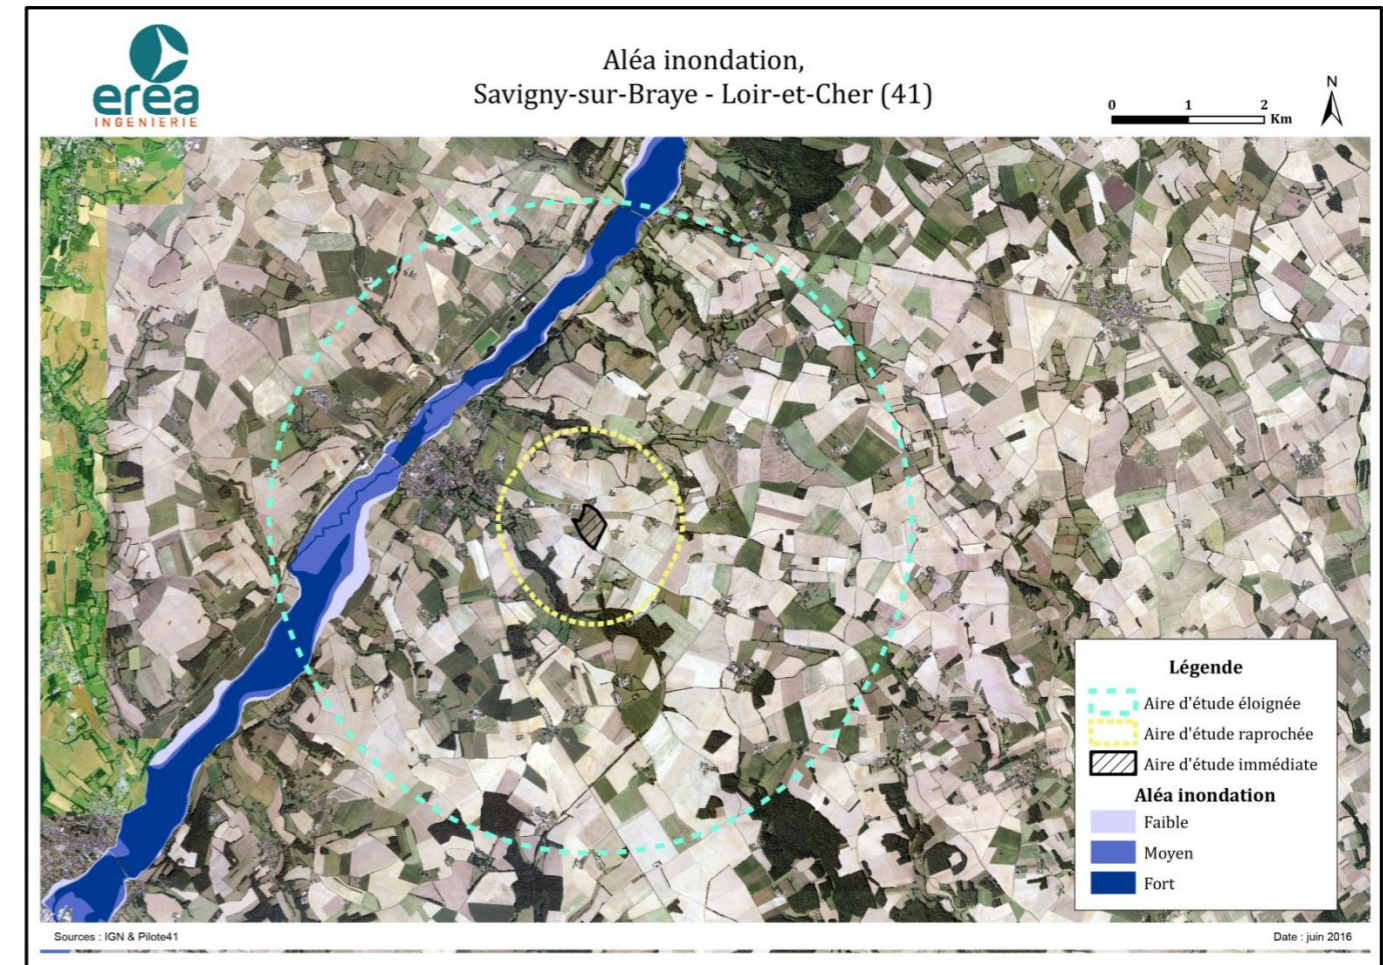 erea
INGENIERIE
Aléa inondation,
Savigny-sur-Braye - Loir-et-Cher (41)
0 1 2
Km
N
Légende
Aire d'étude éloignée
Aire d'étude raprochée
Aire d'étude immédiate
Aléa inondation
Faible
Moyen
Fort
Sources : IGN & Pilote41
Date : juin 2016